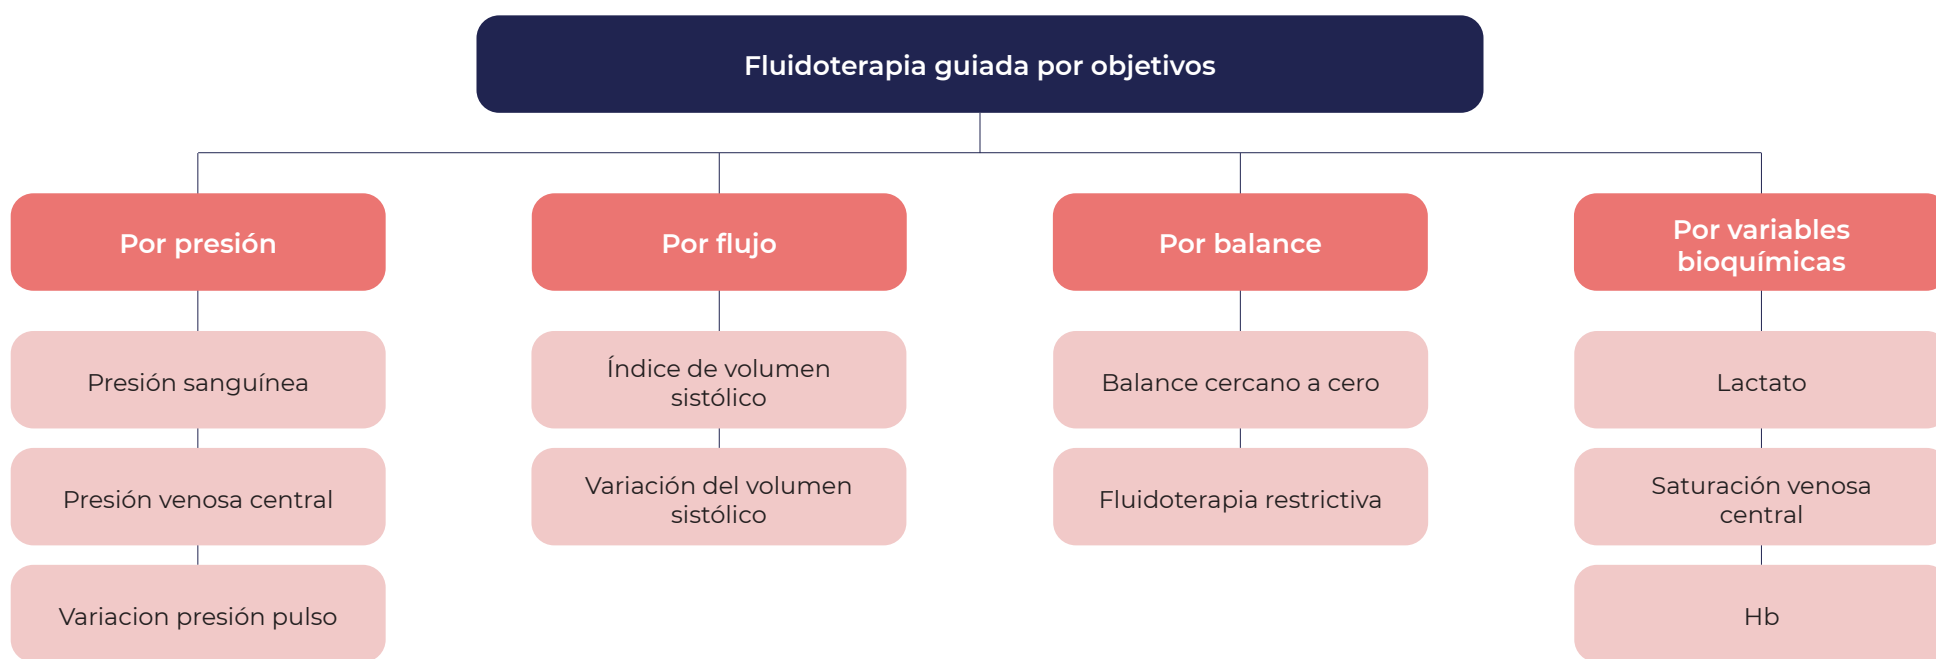 Fluidoterapia guiada por objetivos
Por presión
Presión sanguínea
Presión venosa central
Variacion presión pulso
Por flujo
Índice de volumen
sistólico
Variación del volumen
sistólico
Por balance
Balance cercano a cero
Fluidoterapia restrictiva
Por variables
bioquímicas
Lactato
Saturación venosa
central
Hb